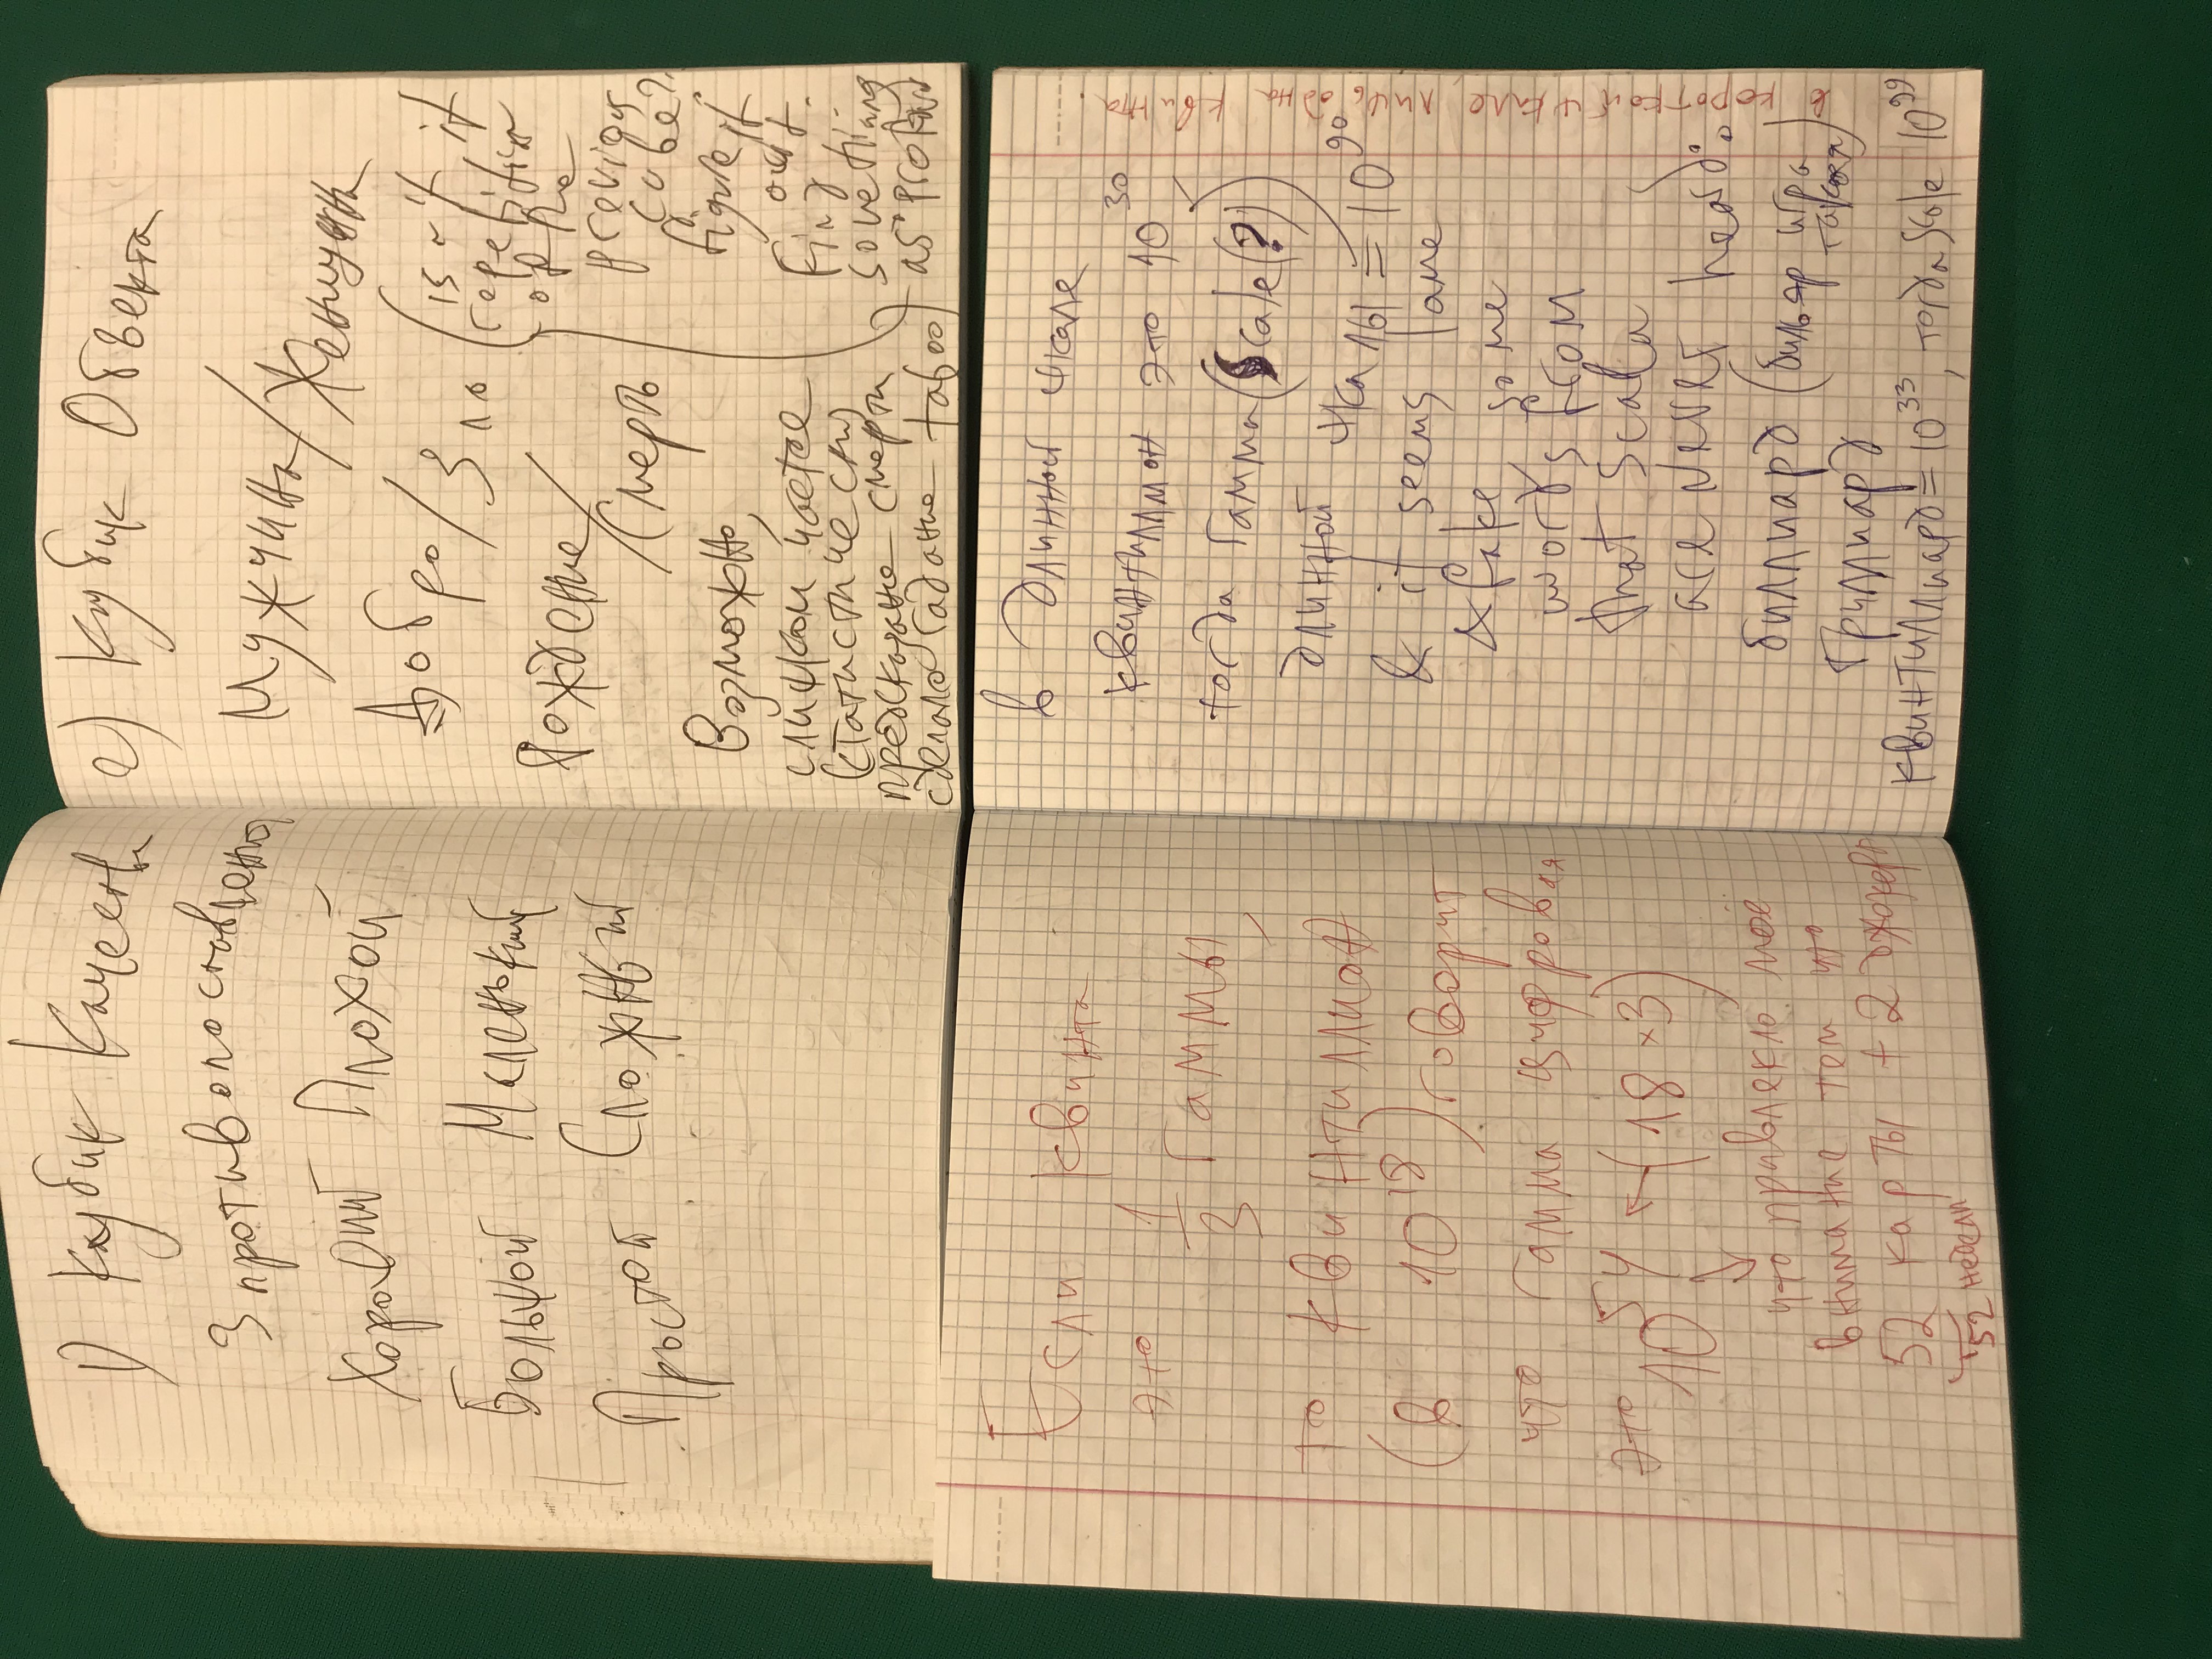 1) Кубик Качеств
3 противопоставления
Хороший Плохой
Большой Маленький
Простой Сложный
2) Кубик Объекта
Мужчина/Женщина
Добро/Зло
Рождение/
/Смерть
Возможно,
слишком частое
(статистически)
предсказание смерти
сделало гадание taboo
(isn't it
repetition
of the
previous
cube?
figure it
out.
Find
something
as profound)
Если квинта
это 1/3 гаммы,
то квинтиллион
(в 10^18) говорит
что гамма цифровая
это 10^54 ← (18 × 3)
что привлекло моё
внимание тем что
52 карты + 2 джокера
52 недели
в длинной шкале
квинтиллион это 10^30
тогда гамма (Scale(?))
длинной шкалы = 10^90
& it seems lame
& fake, some
words from
that scala
are never heard:
биллиард (бильяр игра
такая)
Триллиард
квинтиллиард = 10^33, тогда Scale 10^99
в короткой шкале, лишь одна квинта.